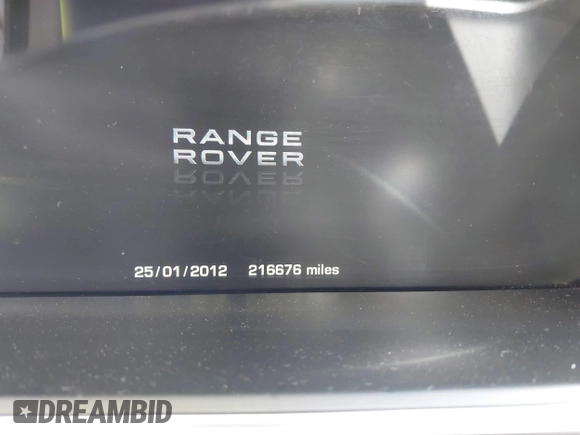 RANGE
ROVER
25/01/2012 216676 miles
DREAMBID